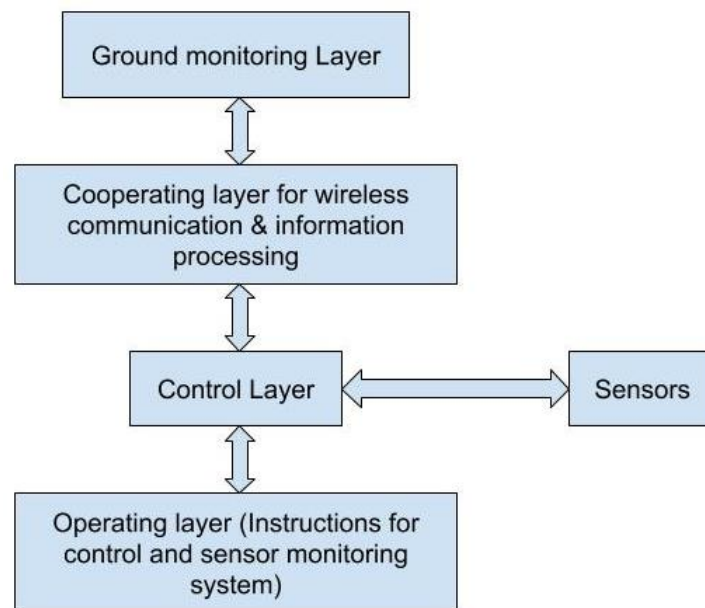 Ground monitoring Layer
Cooperating layer for wireless
communication & information
processing
Control Layer
Sensors
Operating layer (Instructions for
control and sensor monitoring
system)